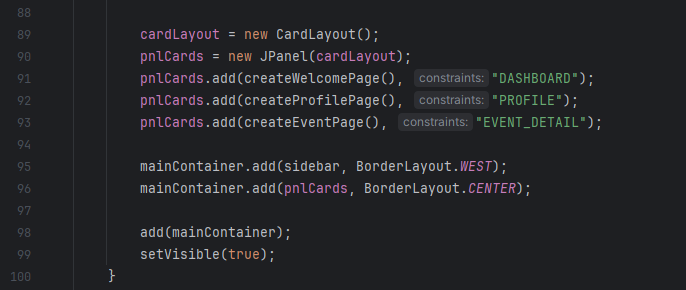 88
89 cardLayout = new CardLayout();
90 pnlCards = new JPanel(cardLayout);
91 pnlCards.add(createWelcomePage(), constraints: "DASHBOARD");
92 pnlCards.add(createProfilePage(), constraints: "PROFILE");
93 pnlCards.add(createEventPage(), constraints: "EVENT_DETAIL");
94
95 mainContainer.add(sidebar, BorderLayout.WEST);
96 mainContainer.add(pnlCards, BorderLayout.CENTER);
97
98 add(mainContainer);
99 setVisible(true);
100 }